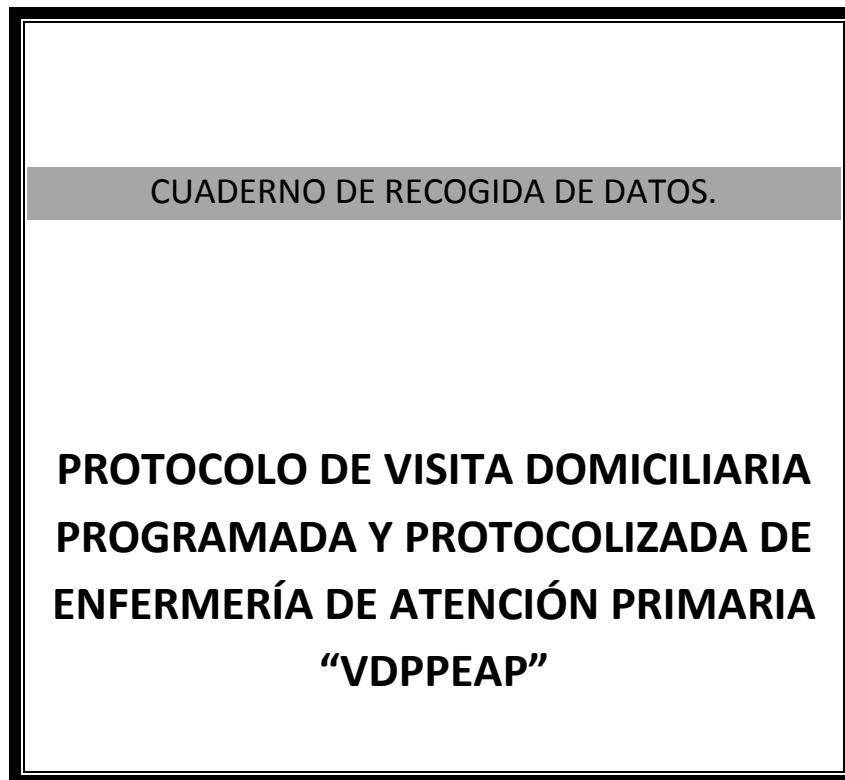 CUADERNO DE RECOGIDA DE DATOS.
PROTOCOLO DE VISITA DOMICILIARIA
PROGRAMADA Y PROTOCOLIZADA DE
ENFERMERÍA DE ATENCIÓN PRIMARIA
“VDPPEAP”